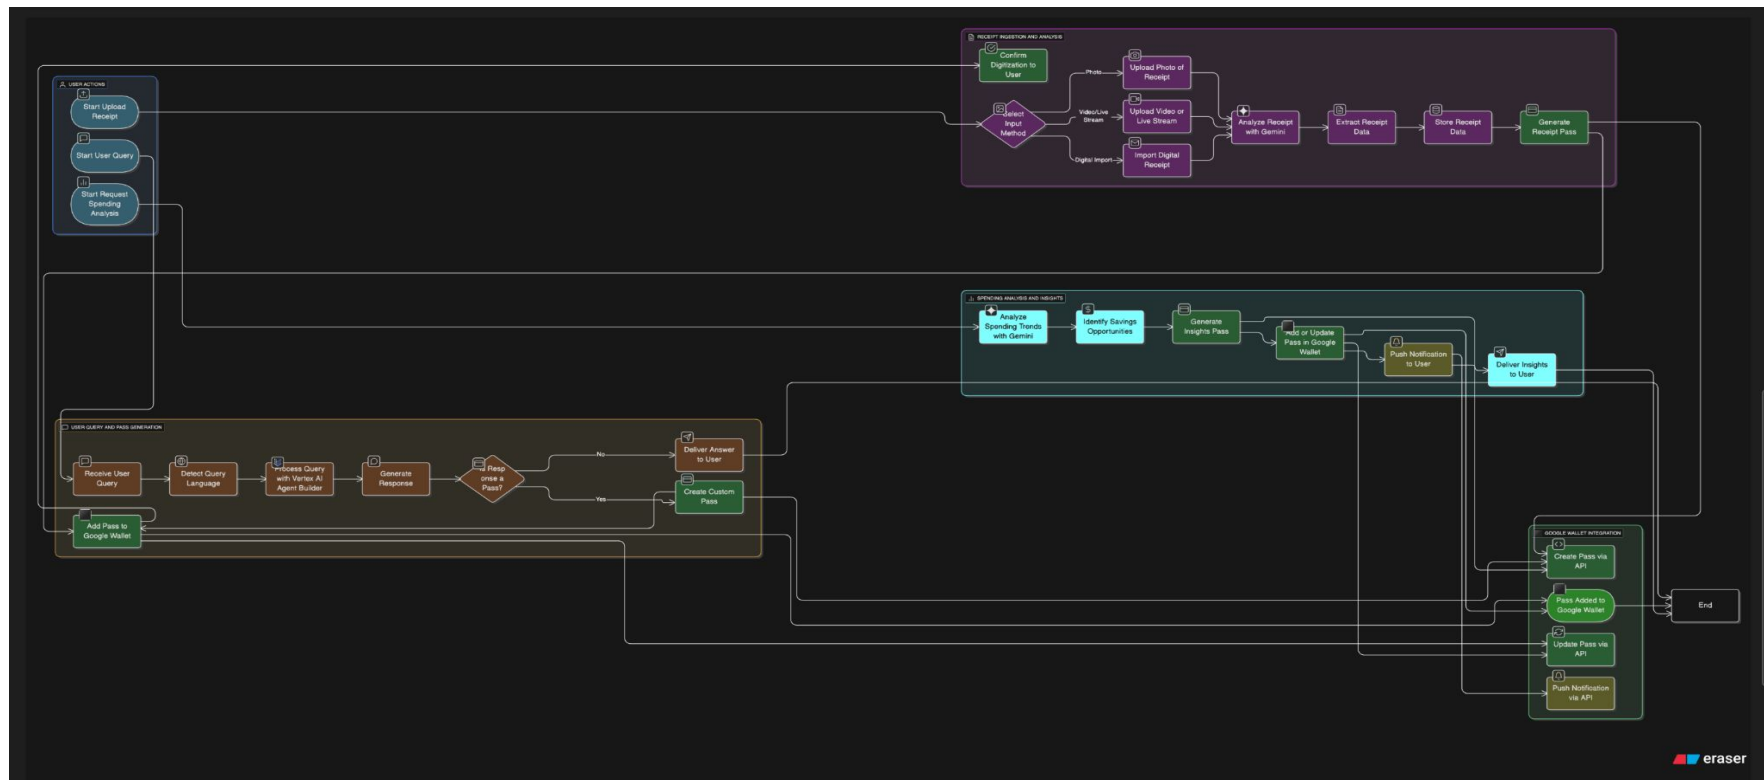 USER ACTIONS
Start Upload
Receipt
Start User Query
Start Request
Spending
Analysis
RECEIPT INGESTION AND ANALYSIS
Confirm
Digitization to
User
Select
Input
Method
Photo
Video/Live
Stream
Digital Import
Upload Photo of
Receipt
Upload Video or
Live Stream
Import Digital
Receipt
Analyze Receipt
with Gemini
Extract Receipt
Data
Store Receipt
Data
Generate
Receipt Pass
SPENDING ANALYSIS AND INSIGHTS
Analyze
Spending Trends
with Gemini
Identify Savings
Opportunities
Generate
Insights Pass
Add or Update
Pass in Google
Wallet
Push Notification
to User
Deliver Insights
to User
USER QUERY AND PASS GENERATION
Receive User
Query
Detect Query
Language
Process Query
with Vertex AI
Agent Builder
Generate
Response
Is Resp
onse a
Pass?
No
Yes
Deliver Answer
to User
Create Custom
Pass
Add Pass to
Google Wallet
GOOGLE WALLET INTEGRATION
Create Pass via
API
Pass Added to
Google Wallet
Update Pass via
API
Push Notification
via API
End
eraser